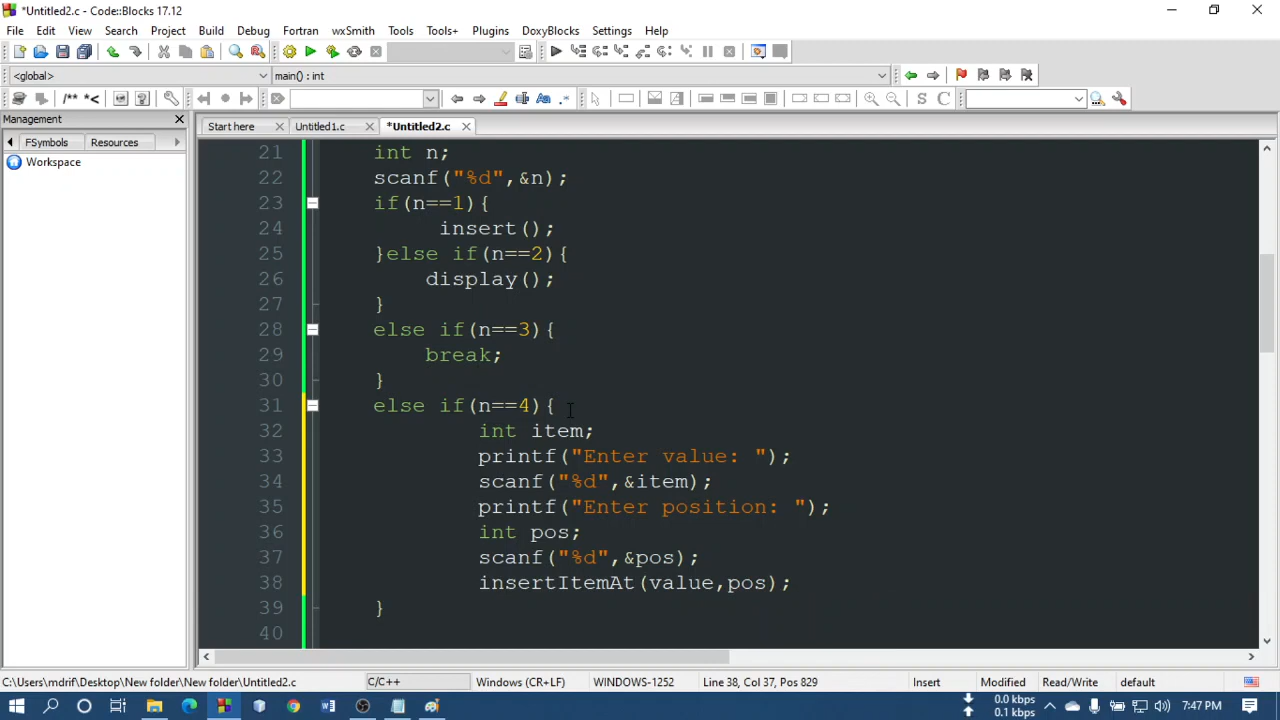 *Untitled2.c - Code::Blocks 17.12
File Edit View Search Project Build Debug Fortran wxSmith Tools Tools+ Plugins DoxyBlocks Settings Help
<global> main() : int
/** *<
Management
FSymbols Resources
Workspace
Start here Untitled1.c *Untitled2.c
21 int n;
22 scanf("%d",&n);
23 if(n==1){
24 insert();
25 }else if(n==2){
26 display();
27 }
28 else if(n==3){
29 break;
30 }
31 else if(n==4){
32 int item;
33 printf("Enter value: ");
34 scanf("%d",&item);
35 printf("Enter position: ");
36 int pos;
37 scanf("%d",&pos);
38 insertItemAt(value,pos);
39 }
40
C:\Users\mdrif\Desktop\New folder\New folder\Untitled2.c C/C++ Windows (CR+LF) WINDOWS-1252 Line 38, Col 37, Pos 829 Insert Modified Read/Write default
0.0 kbps
0.1 kbps
7:47 PM